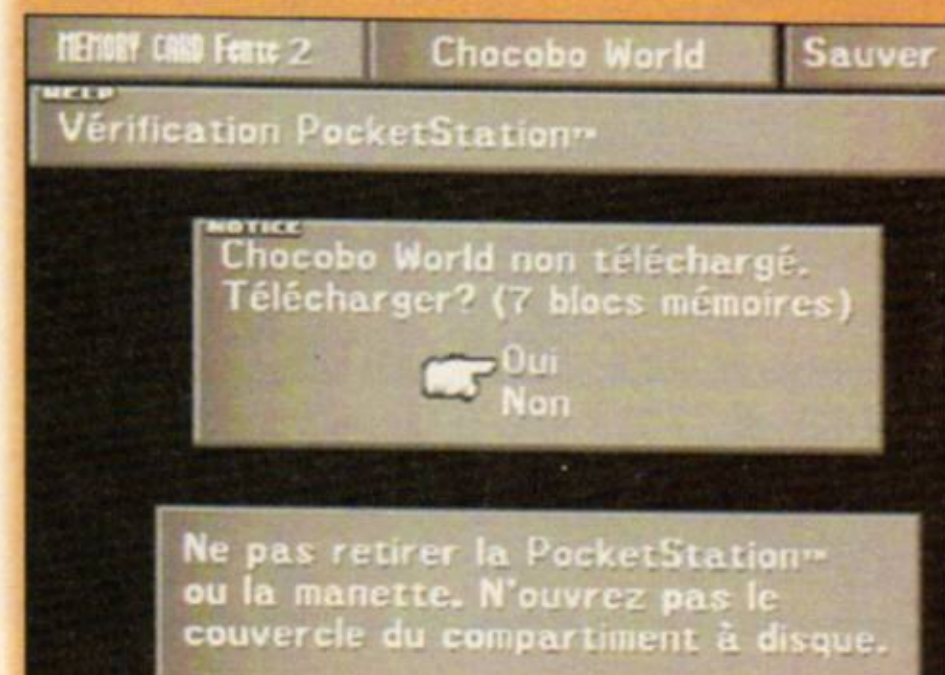 MEMORY CARD Fente 2
Chocobo World
Sauver
HELP
Vérification PocketStation™
NOTICE
Chocobo World non téléchargé.
Télécharger? (7 blocs mémoires)
Oui
Non
Ne pas retirer la PocketStation™
ou la manette. N'ouvrez pas le
couvercle du compartiment à disque.